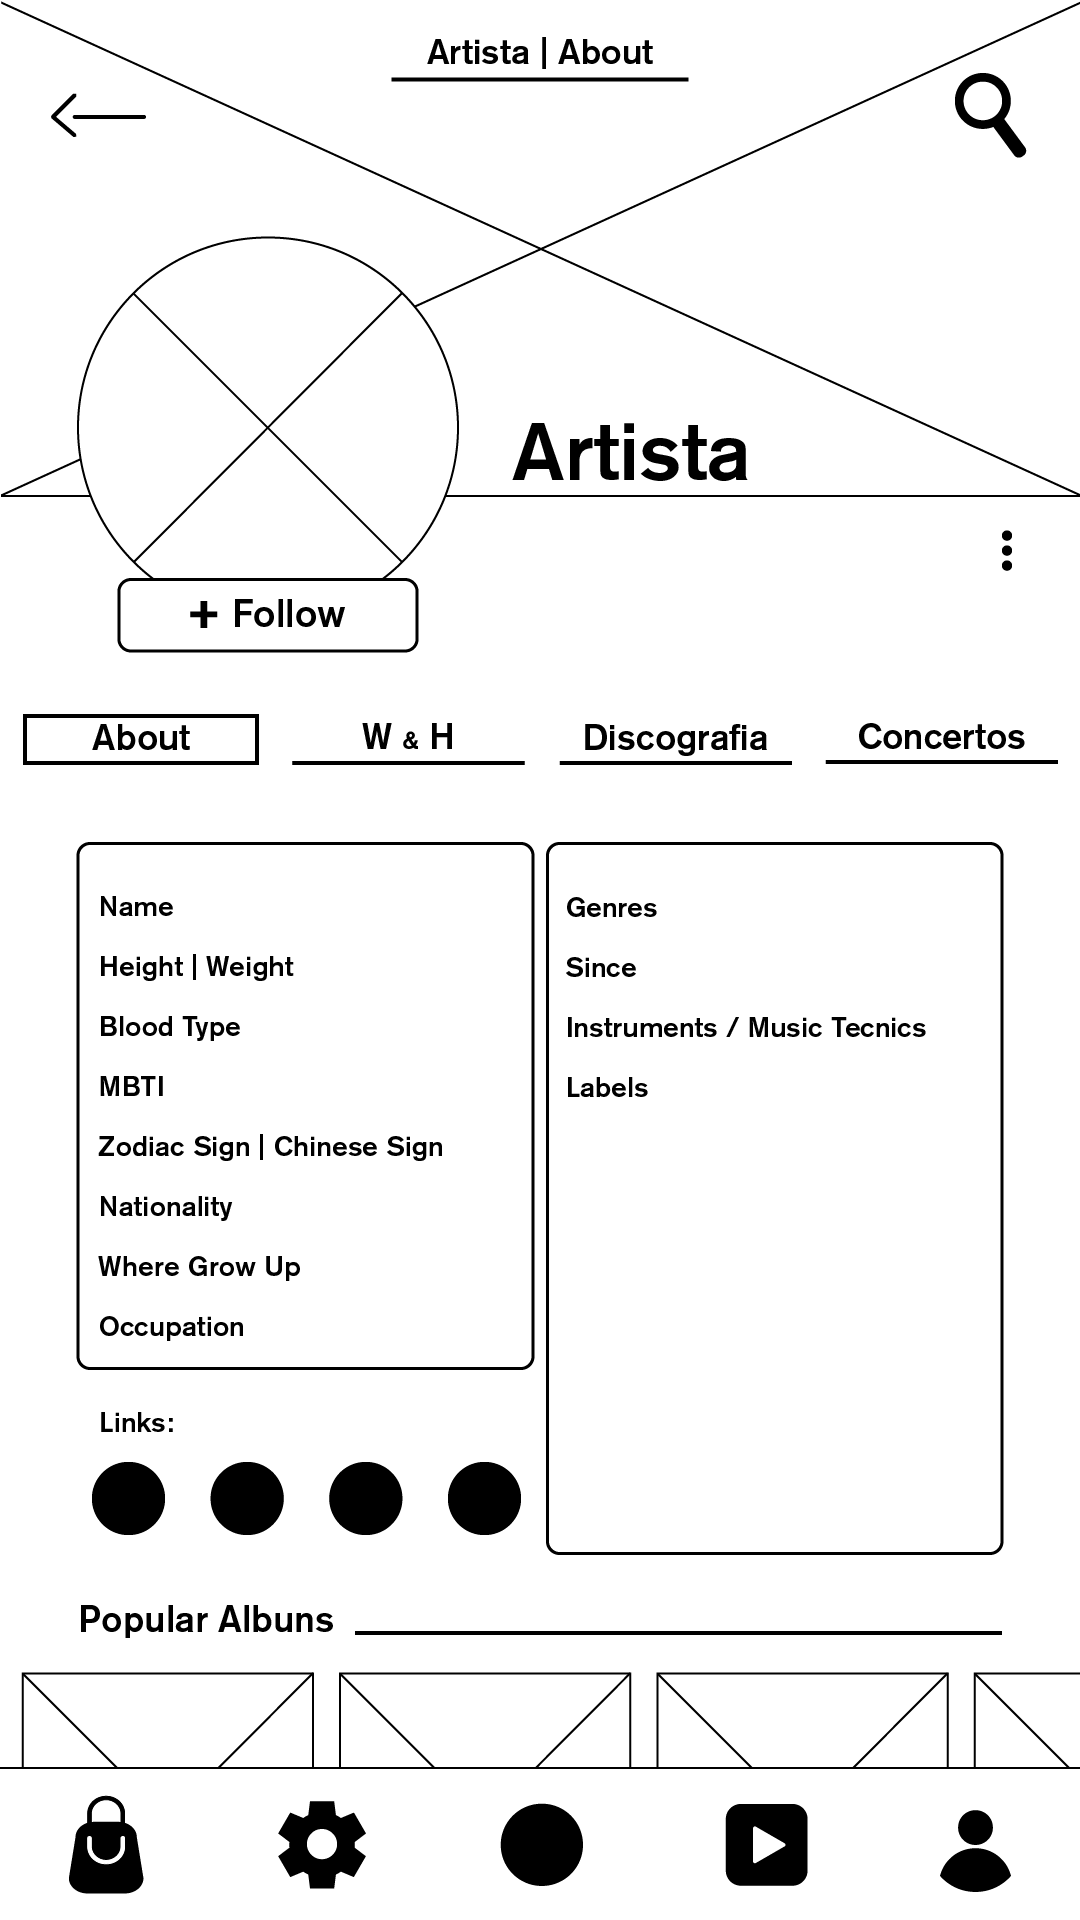 Artista | About
Artista
+ Follow
About
W & H
Discografia
Concertos
Name
Height | Weight
Blood Type
MBTI
Zodiac Sign | Chinese Sign
Nationality
Where Grow Up
Occupation
Genres
Since
Instruments / Music Tecnics
Labels
Links:
Popular Albuns